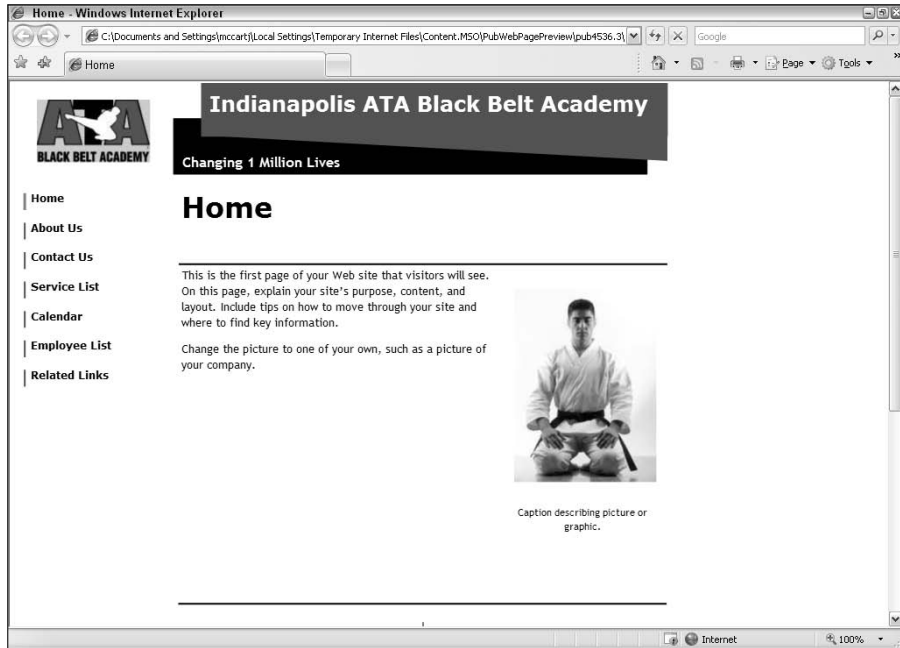 Home - Windows Internet Explorer
C:\Documents and Settings\mccartj\Local Settings\Temporary Internet Files\Content.MSO\PubWebPagePreview\pub4536.3\
Google
Home
Page
Tools
»
ATA
BLACK BELT ACADEMY
Indianapolis ATA Black Belt Academy
Changing 1 Million Lives
Home
About Us
Contact Us
Service List
Calendar
Employee List
Related Links
Home
This is the first page of your Web site that visitors will see.
On this page, explain your site's purpose, content, and
layout. Include tips on how to move through your site and
where to find key information.
Change the picture to one of your own, such as a picture of
your company.
Caption describing picture or
graphic.
Internet
100%